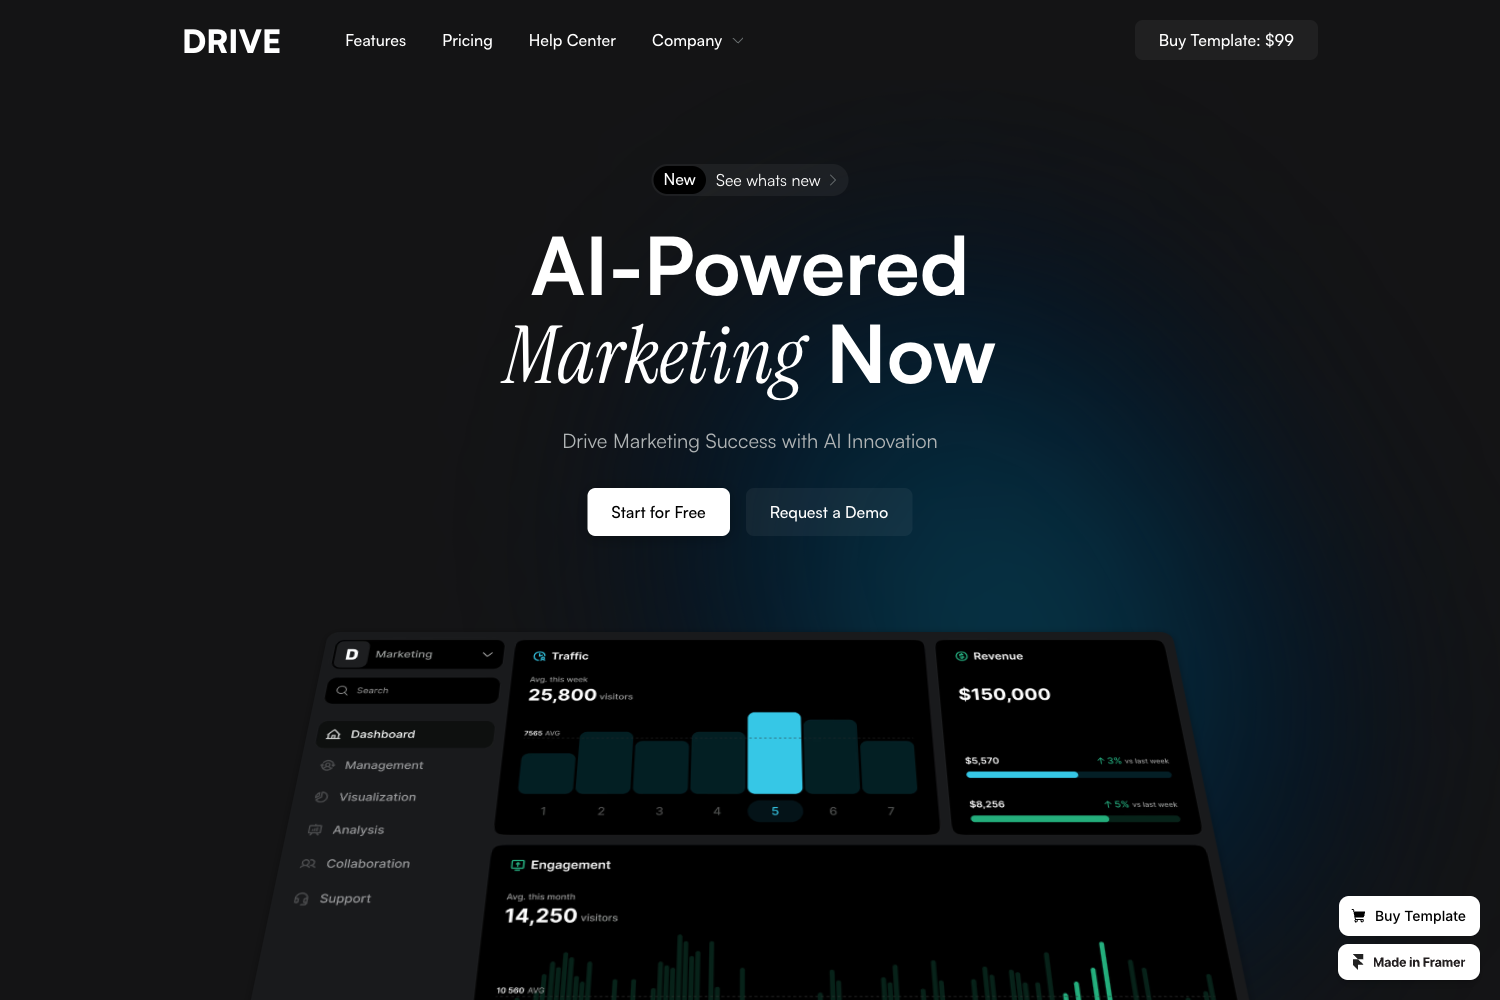 DRIVE
Features
Pricing
Help Center
Company
Buy Template: $99
New
See whats new
AI-Powered
Marketing Now
Drive Marketing Success with AI Innovation
Start for Free
Request a Demo
D
Marketing
Search
Dashboard
Management
Visualization
Analysis
Collaboration
Support
Traffic
Avg. this week
25,800 visitors
7565 AVG
1 2 3 4 5 6 7
Revenue
$150,000
$5,570
↑ 3% vs last week
$8,256
↑ 5% vs last week
Engagement
Avg. this month
14,250 visitors
10 560 AVG
Buy Template
Made in Framer